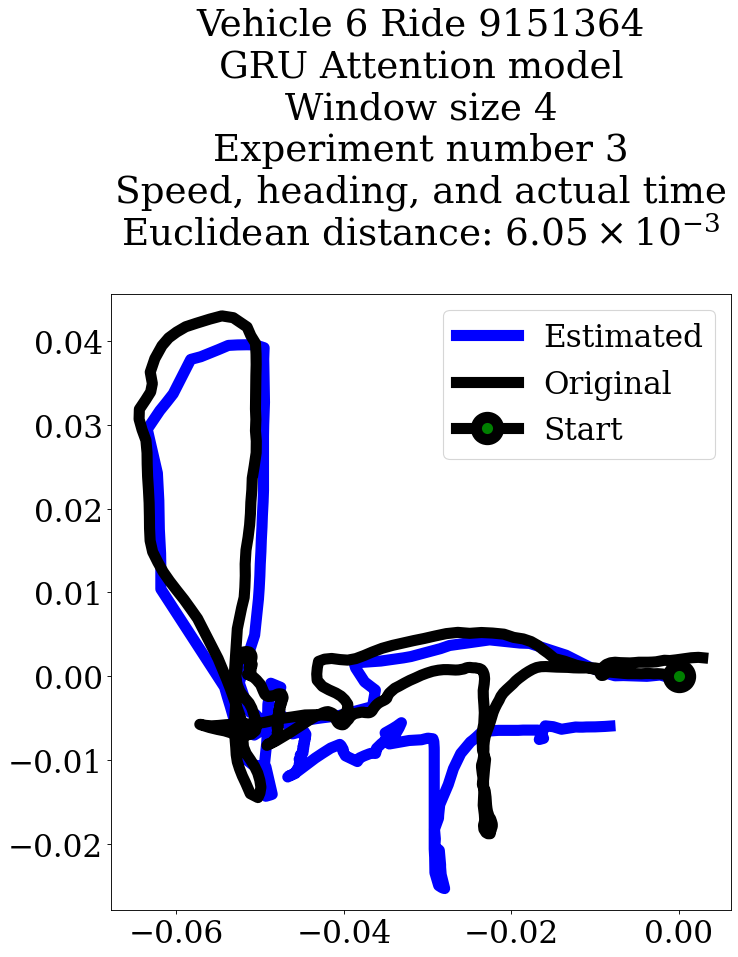 Vehicle 6 Ride 9151364
GRU Attention model
Window size 4
Experiment number 3
Speed, heading, and actual time
Euclidean distance: 6.05 × 10⁻³
Estimated
Original
Start
0.04
0.03
0.02
0.01
0.00
−0.01
−0.02
−0.06 −0.04 −0.02 0.00